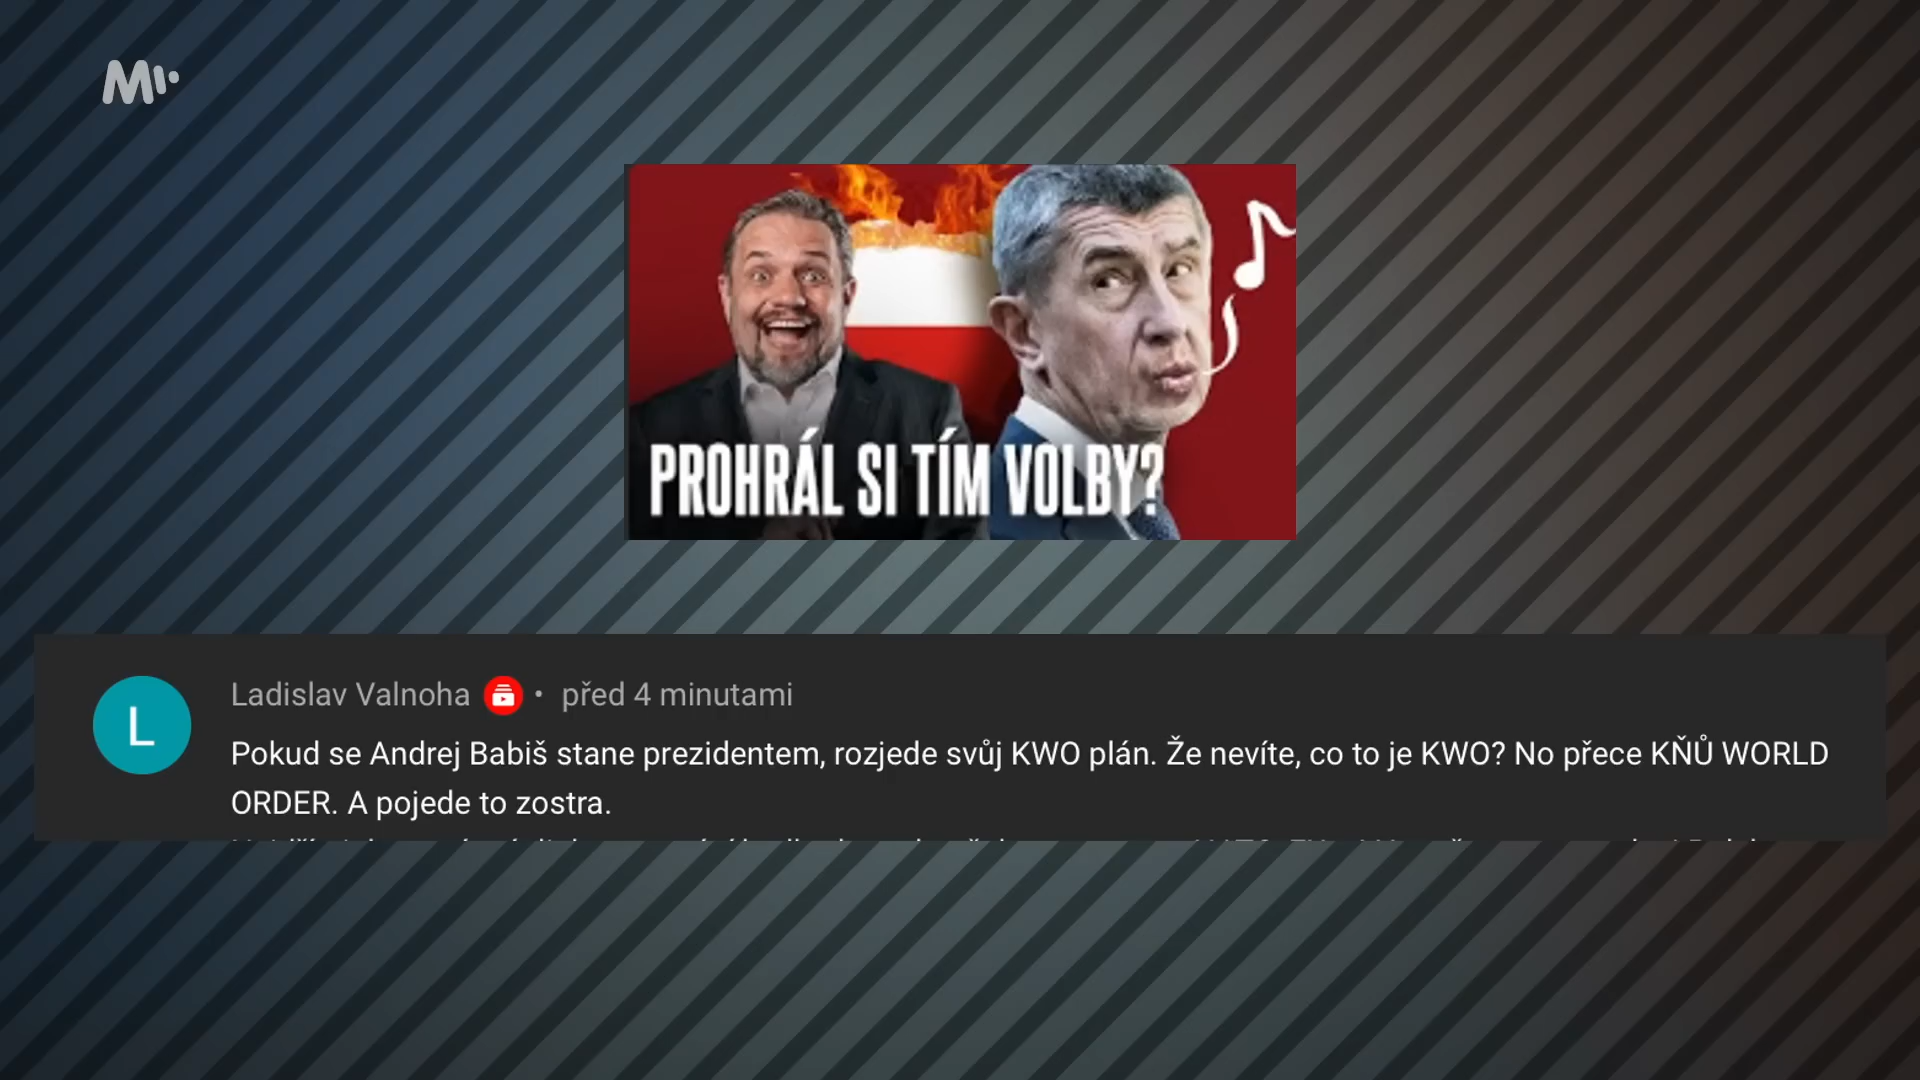 M
PROHRÁL SI TÍM VOLBY?
L
Ladislav Valnoha • před 4 minutami
Pokud se Andrej Babiš stane prezidentem, rozjede svůj KWO plán. Že nevíte, co to je KWO? No přece KŇŮ WORLD
ORDER. A pojede to zostra.